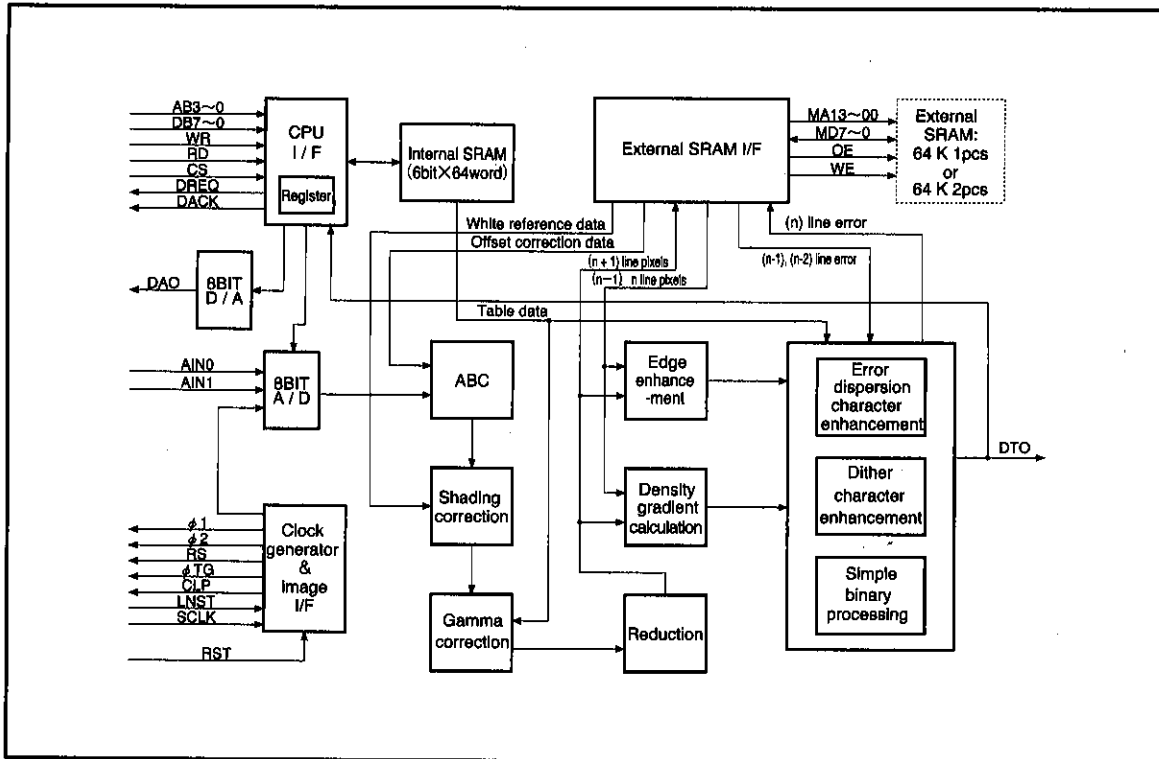 AB3～0
DB7～0
WR
RD
CS
DREQ
DACK
CPU
I / F
Register
Internal SRAM
(6bit×64word)
External SRAM I/F
MA13～00
MD7～0
OE
WE
External
SRAM:
64 K 1pcs
or
64 K 2pcs
White reference data
Offset correction data
(n + 1) line pixels
(n−1) n line pixels
(n) line error
(n-1), (n-2) line error
DAO
8BIT
D / A
Table data
AIN0
AIN1
8BIT
A / D
ABC
Edge
enhance
-ment
Error
dispersion
character
enhancement
DTO
Shading
correction
Density
gradient
calculation
Dither
character
enhancement
φ1
φ2
RS
φTG
CLP
LNST
SCLK
RST
Clock
generator
&
image
I/F
Gamma
correction
Reduction
Simple
binary
processing